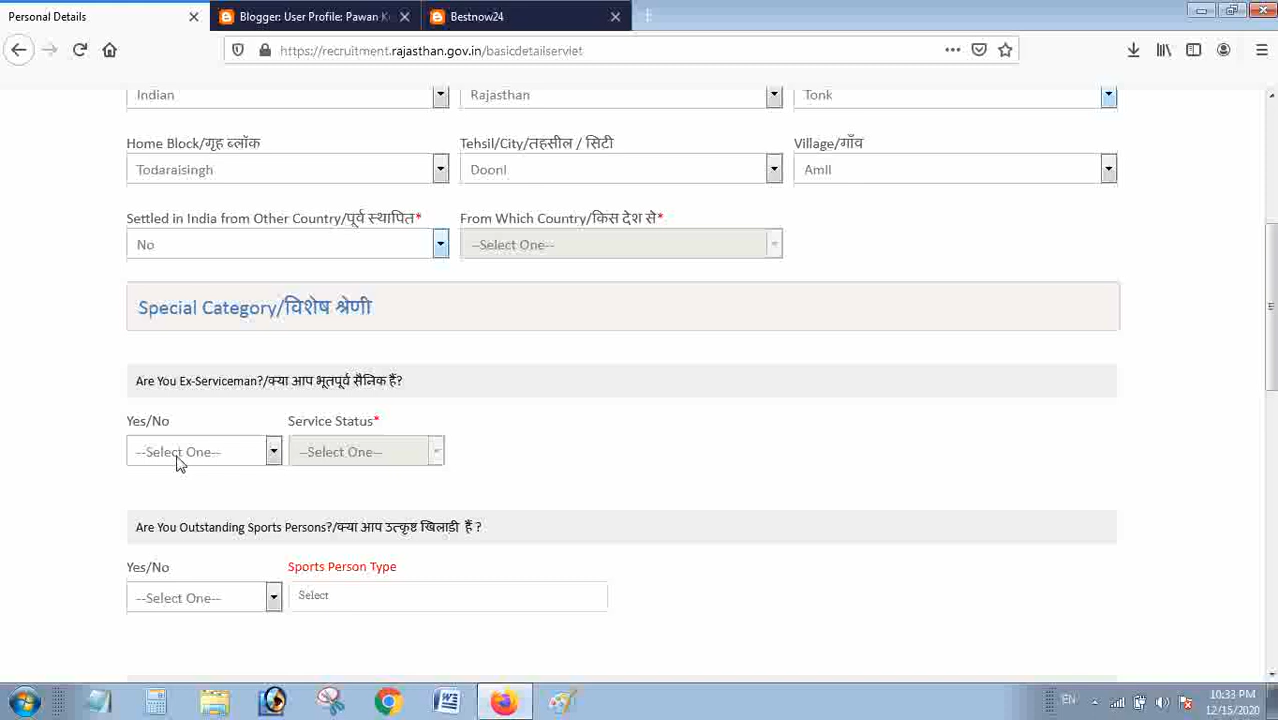 Personal Details
Blogger: User Profile: Pawan K
Bestnow24
https://recruitment.rajasthan.gov.in/basicdetailservlet
Indian
Rajasthan
Tonk
Home Block/गृह ब्लॉक
Tehsil/City/तहसील / सिटी
Village/गाँव
Todaraisingh
DoonI
AmlI
Settled in India from Other Country/पूर्व स्थापित*
From Which Country/किस देश से*
No
--Select One--
Special Category/विशेष श्रेणी
Are You Ex-Serviceman?/क्या आप भूतपूर्व सैनिक हैं?
Yes/No
Service Status*
--Select One--
--Select One--
Are You Outstanding Sports Persons?/क्या आप उत्कृष्ट खिलाडी हैं ?
Yes/No
Sports Person Type
--Select One--
Select
EN
10:33 PM
12/15/2020